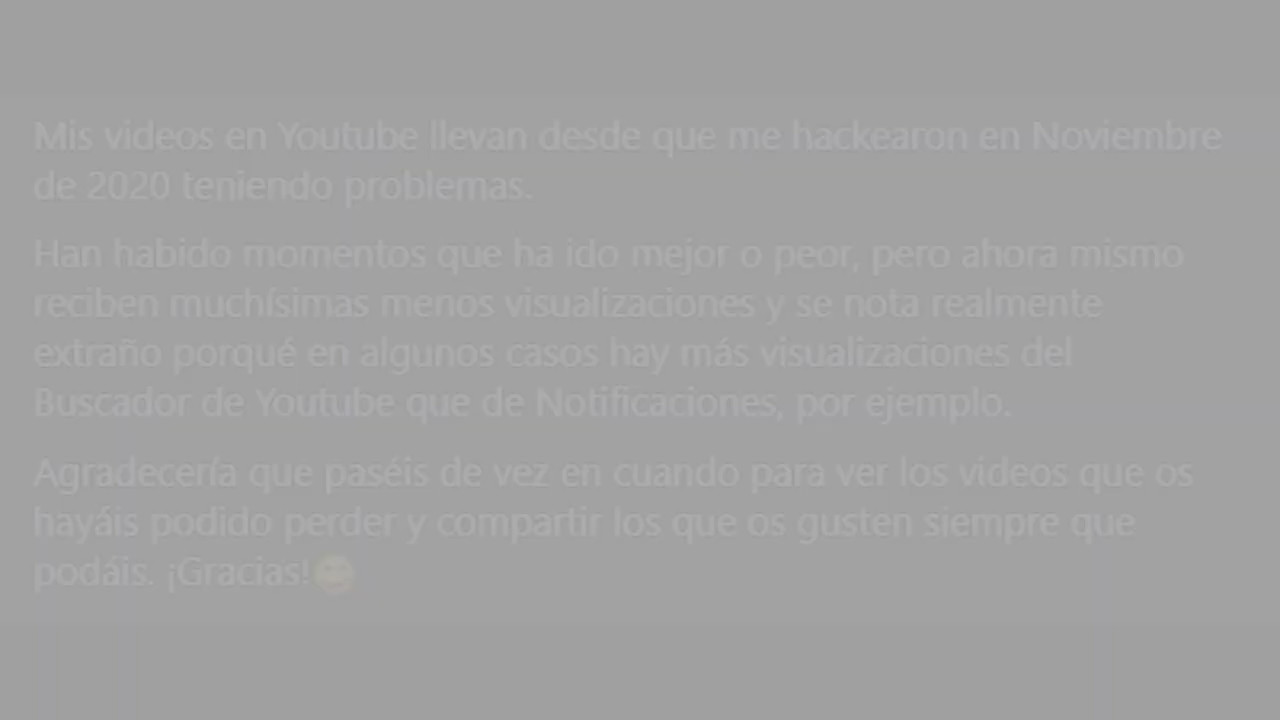 Mis videos en Youtube llevan desde que me hackearon en Noviembre
de 2020 teniendo problemas.
Han habido momentos que ha ido mejor o peor, pero ahora mismo
reciben muchísimas menos visualizaciones y se nota realmente
extraño porqué en algunos casos hay más visualizaciones del
Buscador de Youtube que de Notificaciones, por ejemplo.
Agradecería que paséis de vez en cuando para ver los videos que os
hayáis podido perder y compartir los que os gusten siempre que
podáis. ¡Gracias!😄